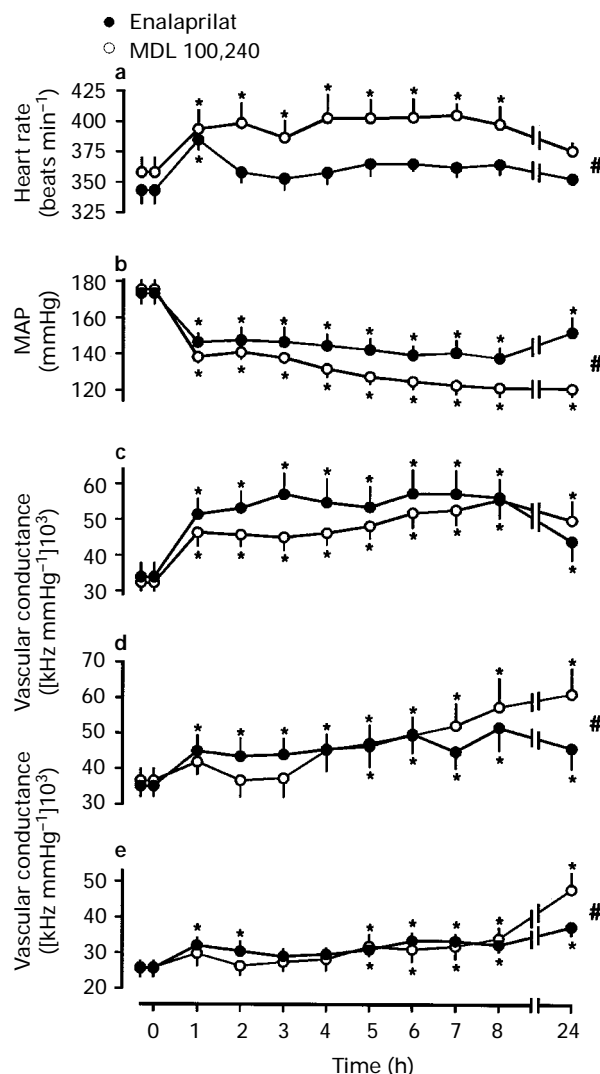 ● Enalaprilat
○ MDL 100,240
a
Heart rate
(beats min⁻¹)
425
400
375
350
325
#
b
MAP
(mmHg)
180
160
140
120
#
c
Vascular conductance
([kHz mmHg⁻¹]10³)
60
50
40
30
d
70
60
50
40
30
#
Vascular conductance
([kHz mmHg⁻¹]10³)
e
50
40
30
20
#
0 1 2 3 4 5 6 7 8 24
Time (h)